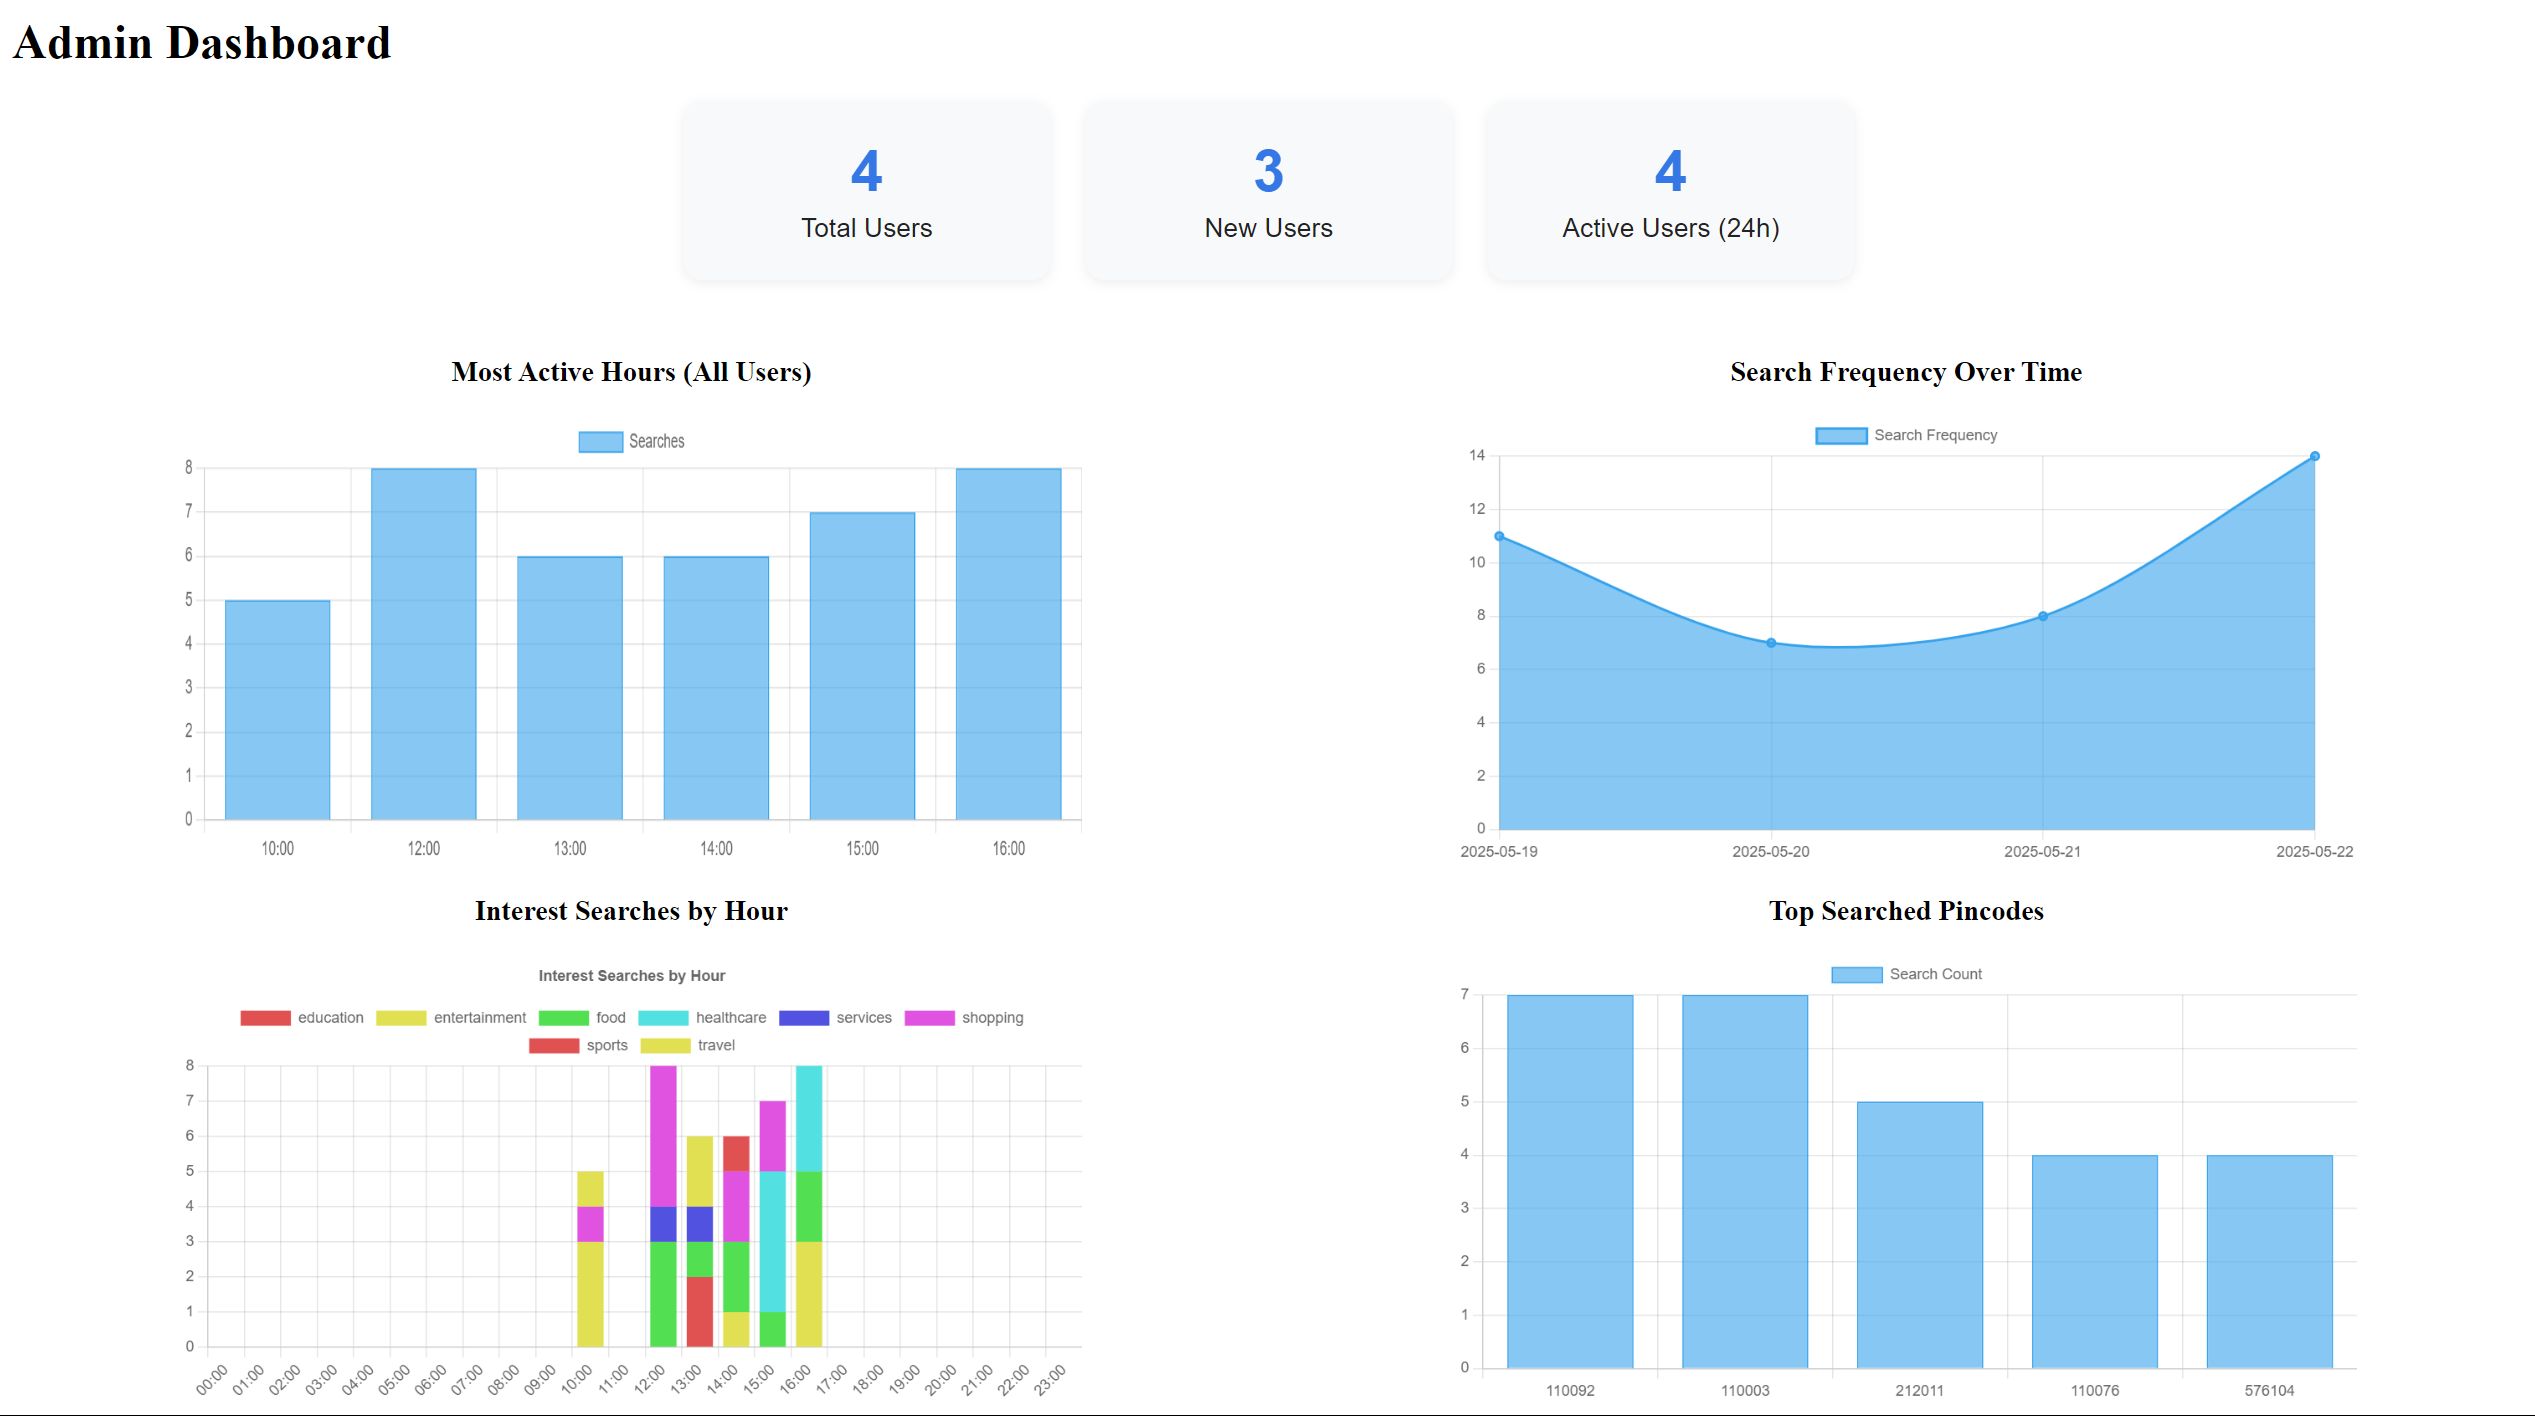 Admin Dashboard
4
Total Users
3
New Users
4
Active Users (24h)
Most Active Hours (All Users)
Searches
8
7
6
5
4
3
2
1
0
10:00 12:00 13:00 14:00 15:00 16:00
Search Frequency Over Time
Search Frequency
14
12
10
8
6
4
2
0
2025-05-19 2025-05-20 2025-05-21 2025-05-22
Interest Searches by Hour
Interest Searches by Hour
education entertainment food healthcare services shopping
sports travel
8
7
6
5
4
3
2
1
0
00:00 01:00 02:00 03:00 04:00 05:00 06:00 07:00 08:00 09:00 10:00 11:00 12:00 13:00 14:00 15:00 16:00 17:00 18:00 19:00 20:00 21:00 22:00 23:00
Top Searched Pincodes
Search Count
7
6
5
4
3
2
1
0
110092 110003 212011 110076 576104